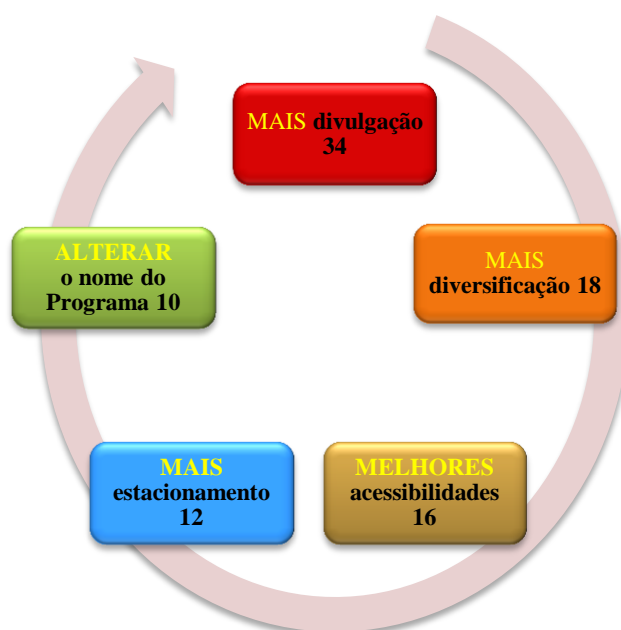 MAIS divulgação
34
MAIS
diversificação 18
MELHORES
acessibilidades
16
MAIS
estacionamento
12
ALTERAR
o nome do
Programa 10